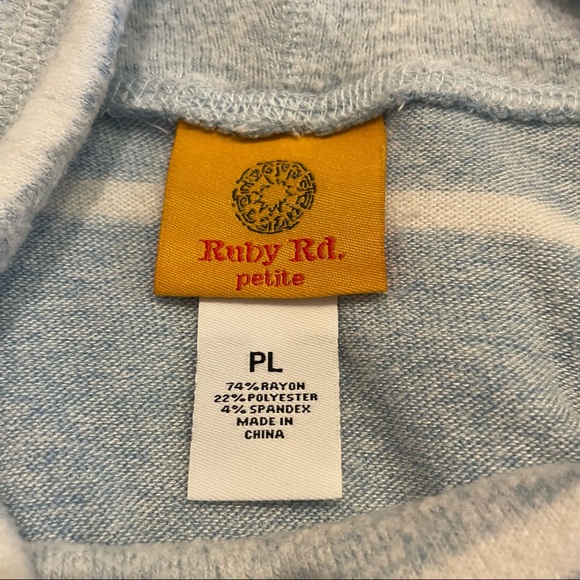 Ruby Rd.
petite
PL
74% RAYON
22% POLYESTER
4% SPANDEX
MADE IN
CHINA